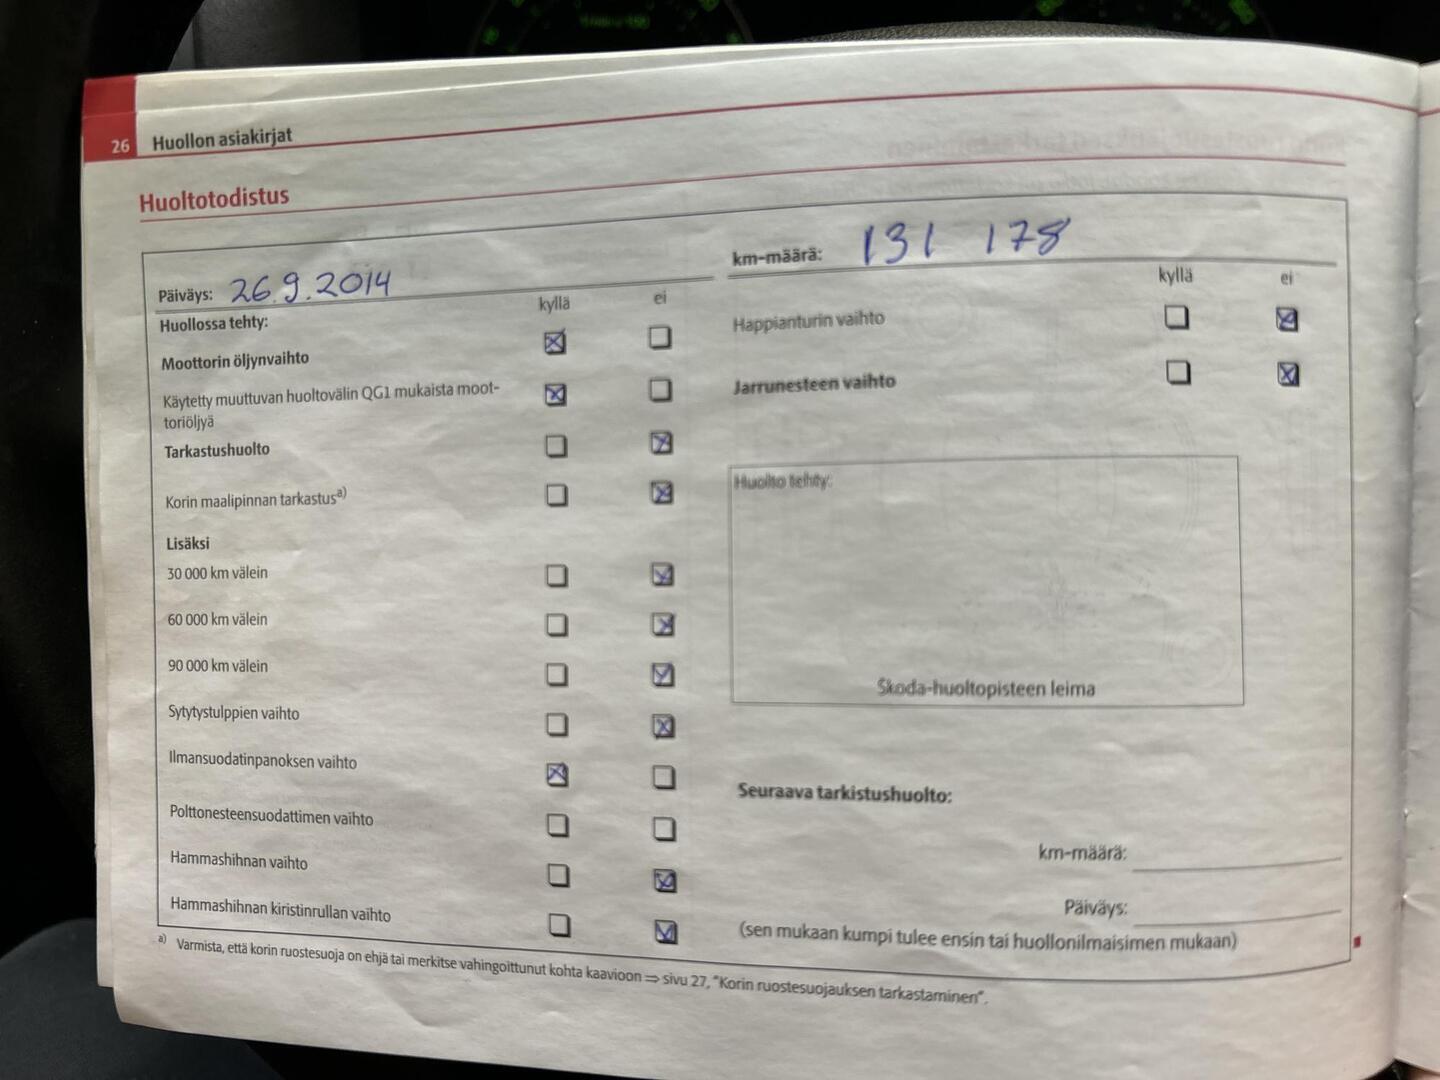 26 Huollon asiakirjat
Huoltotodistus
Päiväys: 26.9.2014
kyllä ei
Huollossa tehty:
Moottorin öljynvaihto
Käytetty muuttuvan huoltovälin QG1 mukaista moot-
toriöljyä
Tarkastushuolto
Korin maalipinnan tarkastus a)
Lisäksi
30 000 km välein
60 000 km välein
90 000 km välein
Sytytystulppien vaihto
Ilmansuodatinpanoksen vaihto
Polttonesteensuodattimen vaihto
Hammashihnan vaihto
Hammashihnan kiristinrullan vaihto
km-määrä: 131 178
kyllä ei
Happianturin vaihto
Jarrunesteen vaihto
Huolto tehty:
Škoda-huoltopisteen leima
Seuraava tarkistushuolto:
km-määrä:
Päiväys:
(sen mukaan kumpi tulee ensin tai huollonilmaisimen mukaan)
a) Varmista, että korin ruostesuoja on ehjä tai merkitse vahingoittunut kohta kaavioon ⇒ sivu 27, "Korin ruostesuojauksen tarkastaminen".